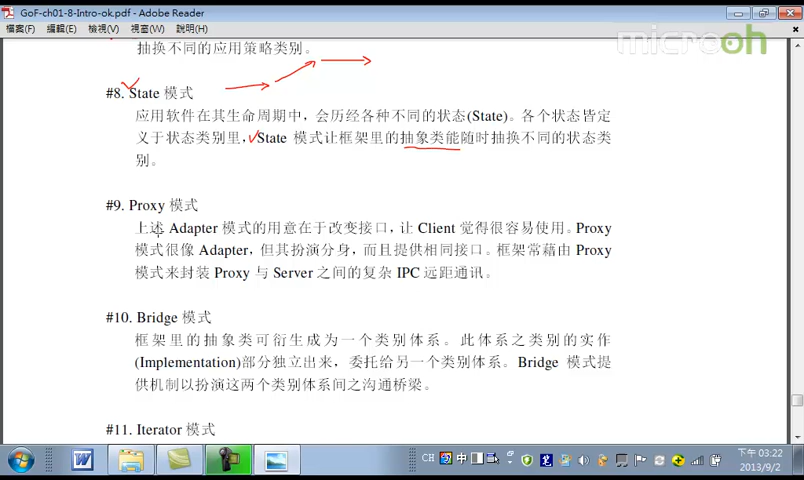 GoF-ch01-8-Intro-ok.pdf - Adobe Reader
檔案(F) 編輯(E) 檢視(V) 視窗(W) 說明(H)
microoh
抽换不同的应用策略类别。
#8. State 模式
应用软件在其生命周期中，会历经各种不同的状态(State)。各个状态皆定
义于状态类别里，State 模式让框架里的抽象类能随时抽换不同的状态类
别。
#9. Proxy 模式
上述 Adapter 模式的用意在于改变接口，让 Client 觉得很容易使用。Proxy
模式很像 Adapter，但其扮演分身，而且提供相同接口。框架常藉由 Proxy
模式来封装 Proxy 与 Server 之间的复杂 IPC 远距通讯。
#10. Bridge 模式
框架里的抽象类可衍生成为一个类别体系。此体系之类别的实作
(Implementation)部分独立出来，委托给另一个类别体系。Bridge 模式提
供机制以扮演这两个类别体系间之沟通桥梁。
#11. Iterator 模式
CH 中
下午 03:22
2013/9/2